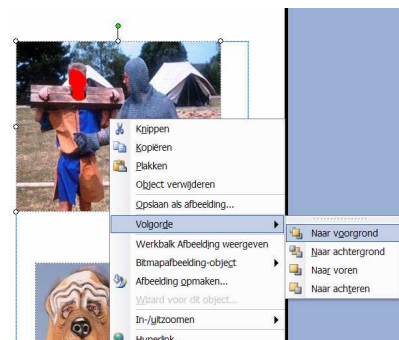 Knippen
Kopiëren
Plakken
Object verwijderen
Opslaan als afbeelding...
Volgorde
Werkbalk Afbeelding weergeven
Bitmapafbeelding-object
Afbeelding opmaken...
Wizard voor dit object...
In-/uitzoomen
Hyperlink
Naar voorgrond
Naar achtergrond
Naar voren
Naar achteren